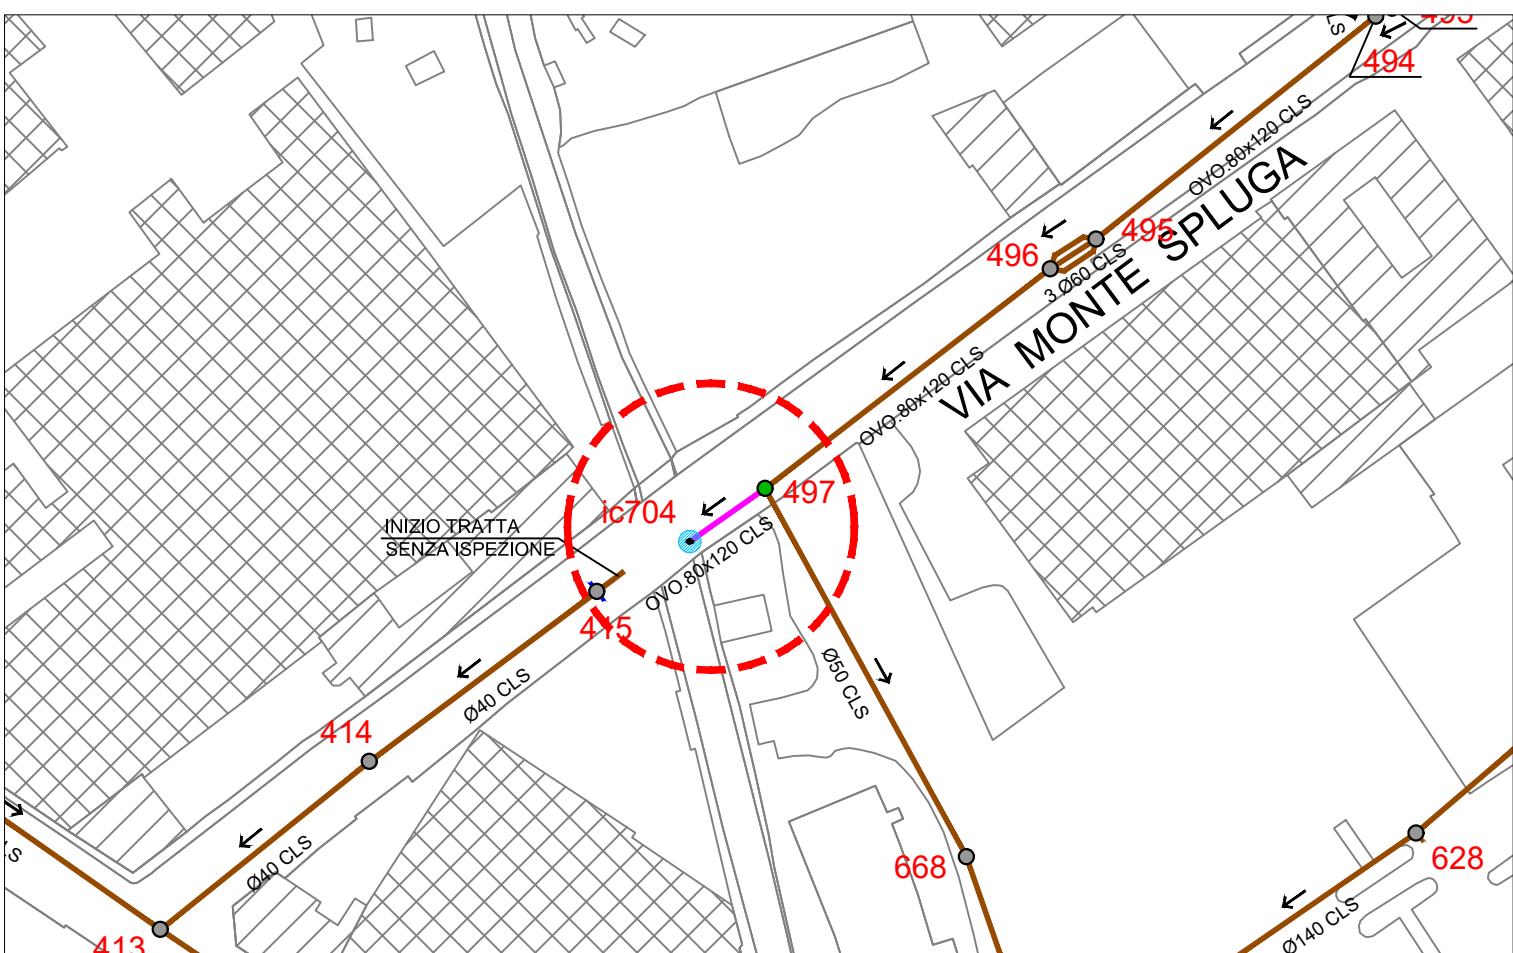 493
494
OVO.80x120 CLS
495
496
3 Ø60 CLS
VIA MONTE SPLUGA
OVO.80x120 CLS
497
ic704
INIZIO TRATTA
SENZA ISPEZIONE
OVO.80x120 CLS
415
Ø50 CLS
Ø40 CLS
414
Ø40 CLS
668
628
Ø140 CLS
413
LS
LS